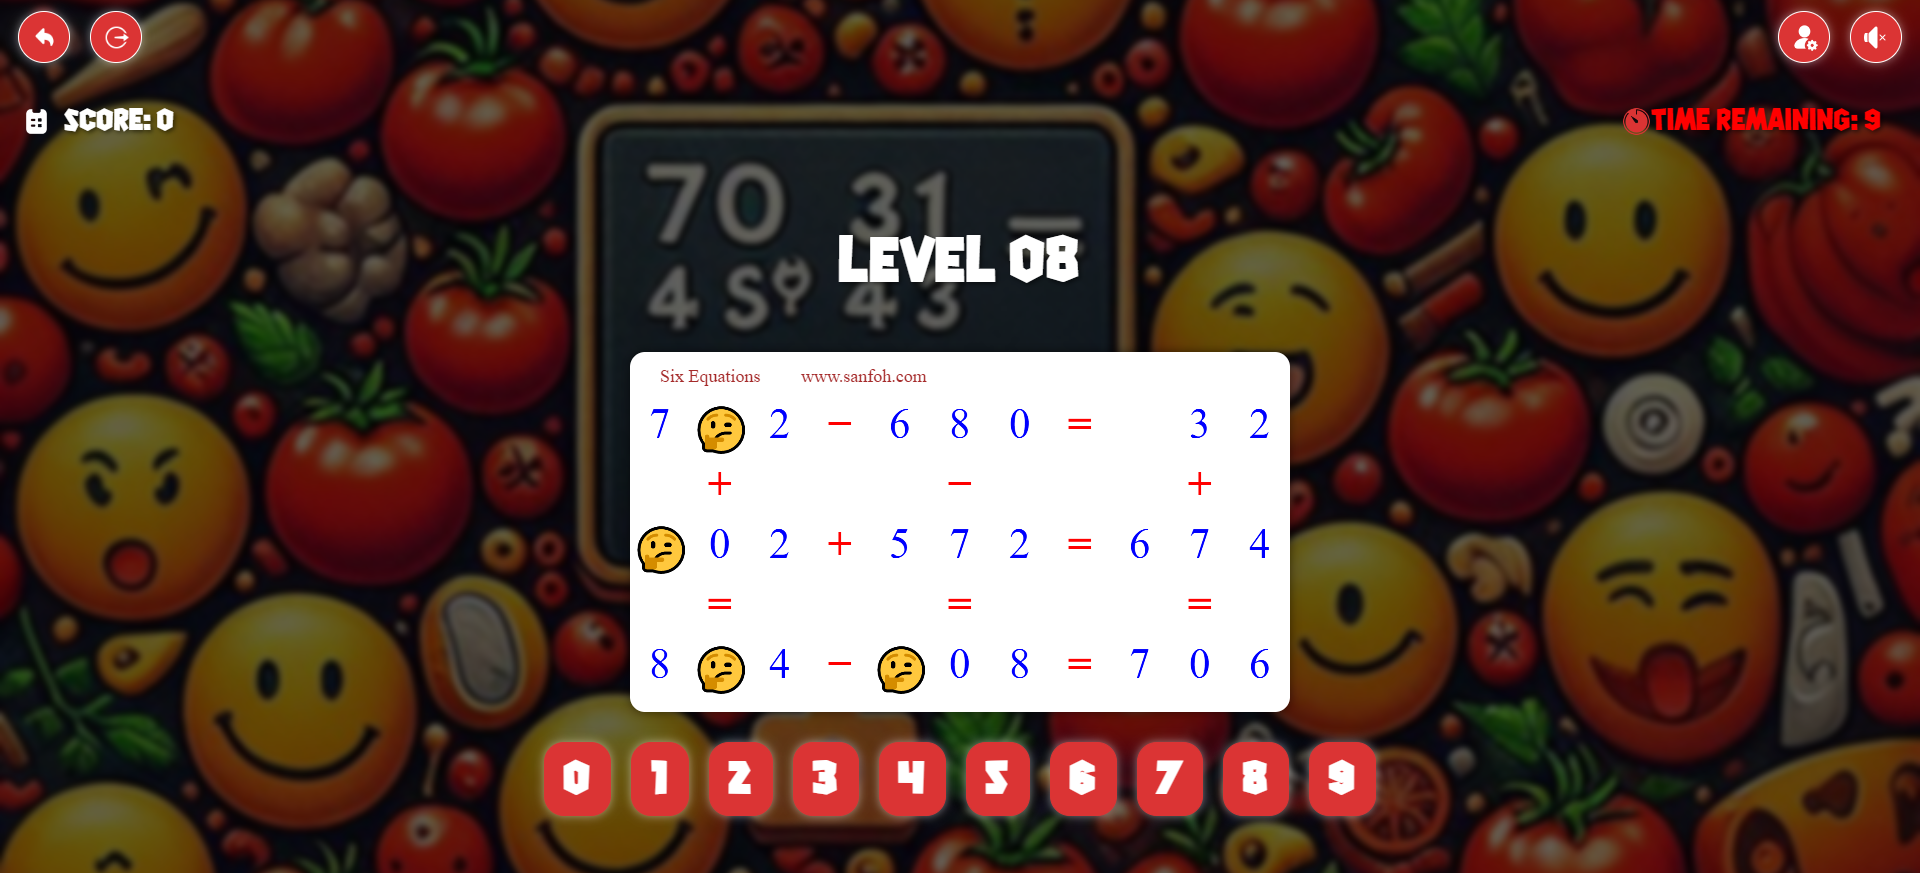 SCORE: 0
TIME REMAINING: 9
70 31
LEVEL 08
4 S 43
Six Equations www.sanfoh.com
7 2 − 6 8 0 = 3 2
+ − +
0 2 + 5 7 2 = 6 7 4
= = =
8 4 − 0 8 = 7 0 6
0 1 2 3 4 5 6 7 8 9